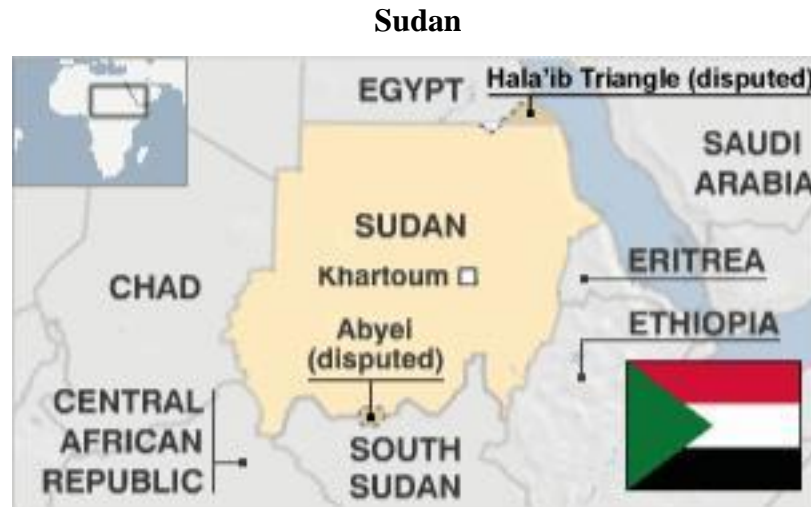 Sudan
EGYPT
Hala'ib Triangle (disputed)
SAUDI
ARABIA
SUDAN
Khartoum
CHAD
ERITREA
Abyei
(disputed)
ETHIOPIA
CENTRAL
AFRICAN
REPUBLIC
SOUTH
SUDAN